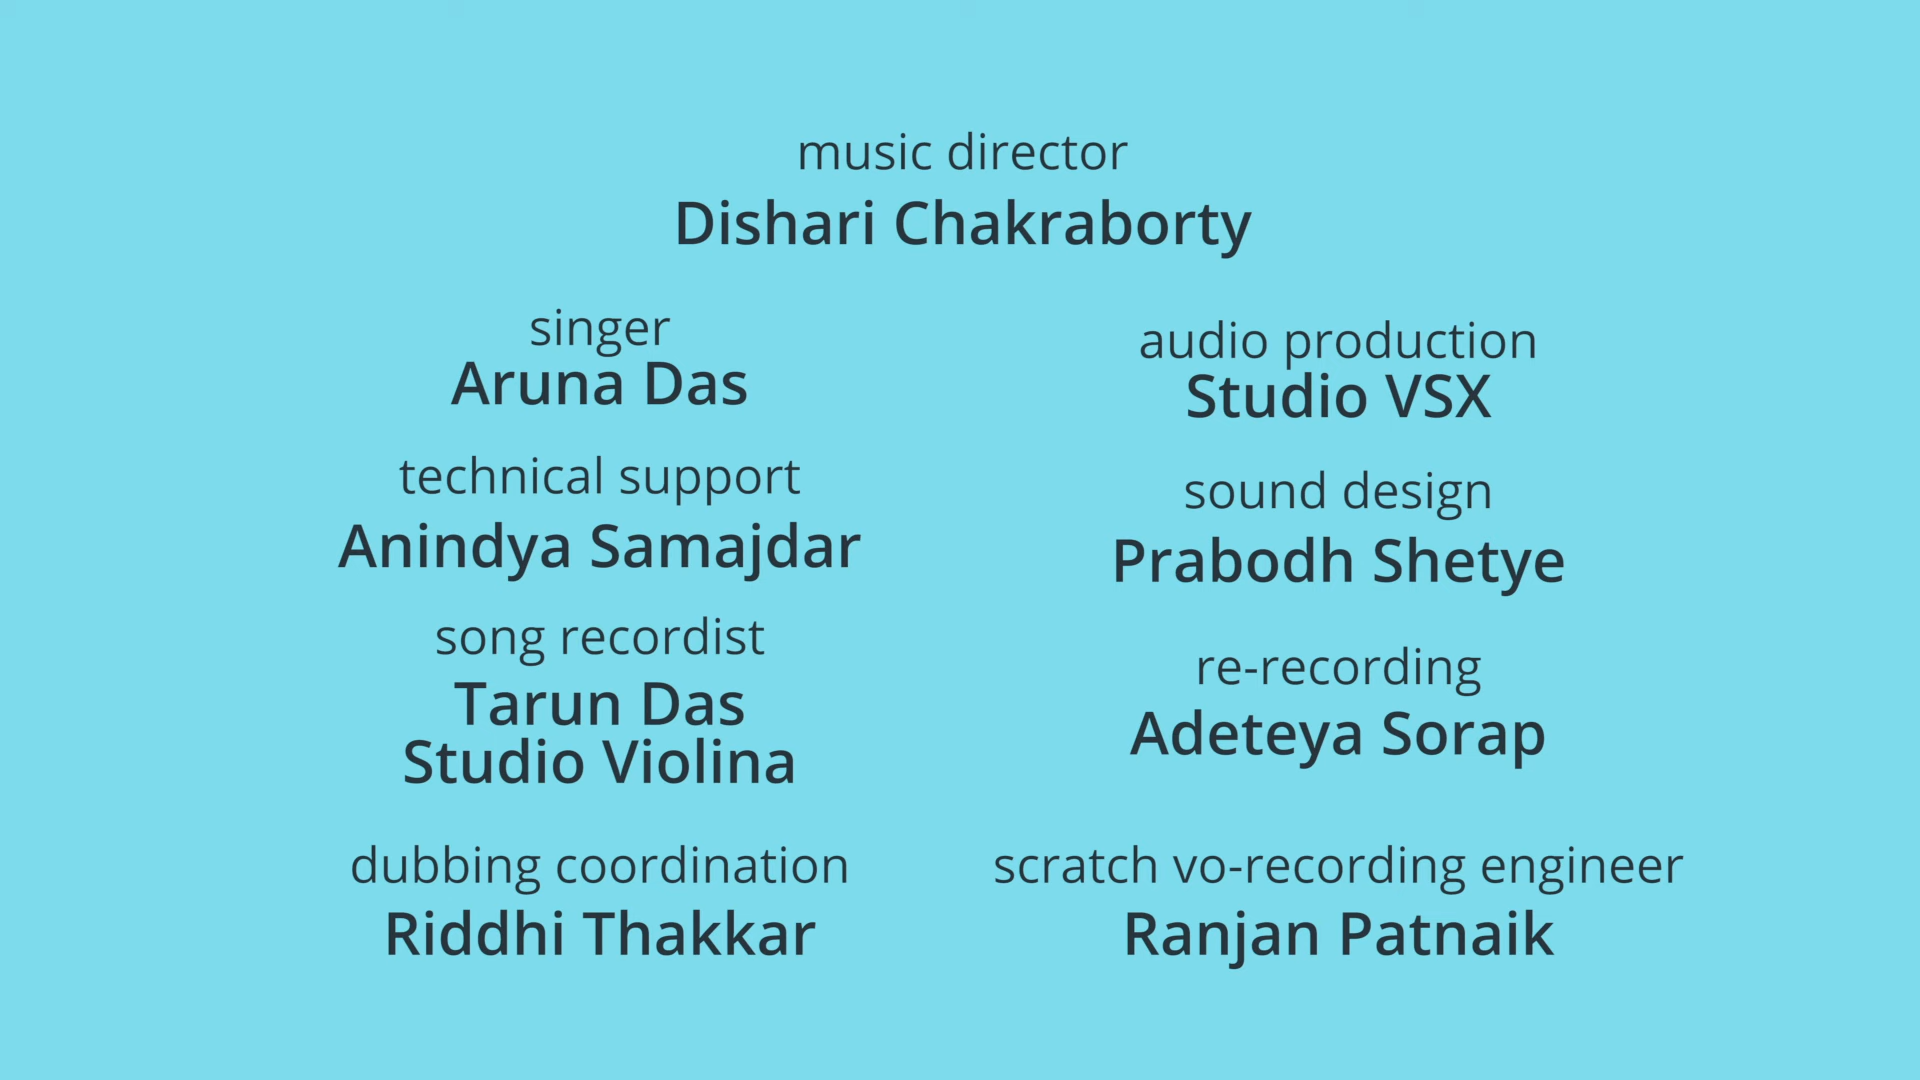 music director
Dishari Chakraborty
singer
Aruna Das
technical support
Anindya Samajdar
song recordist
Tarun Das
Studio Violina
dubbing coordination
Riddhi Thakkar
audio production
Studio VSX
sound design
Prabodh Shetye
re-recording
Adeteya Sorap
scratch vo-recording engineer
Ranjan Patnaik